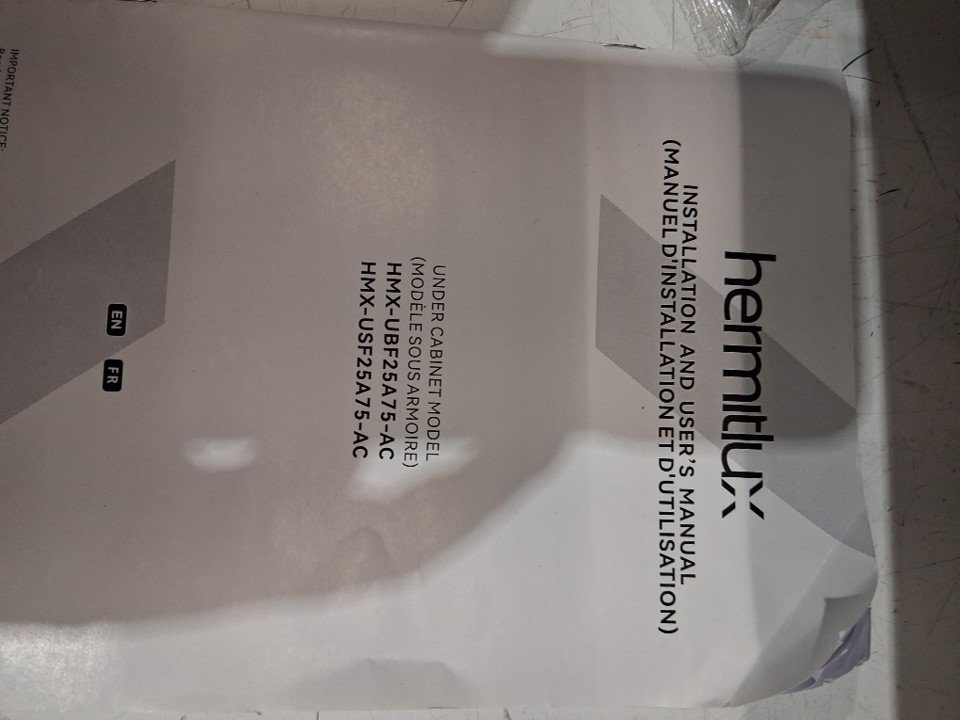 hermitlux
INSTALLATION AND USER'S MANUAL
(MANUEL D'INSTALLATION ET D'UTILISATION)
UNDER CABINET MODEL
(MODÈLE SOUS ARMOIRE)
HMX-UBF25A75-AC
HMX-USF25A75-AC
EN FR
IMPORTANT NOTICE: